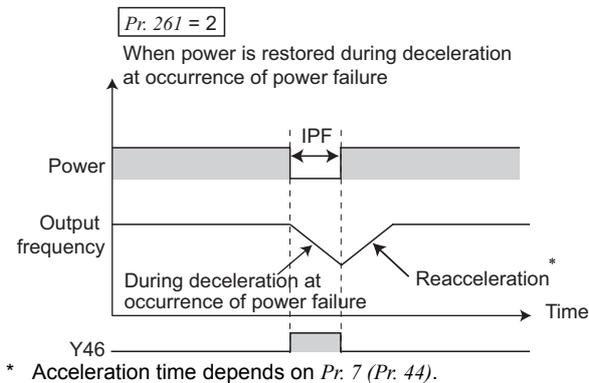 Pr. 261 = 2
When power is restored during deceleration
at occurrence of power failure
IPF
Power
Output
frequency
During deceleration at
occurrence of power failure
Reacceleration*
Time
Y46
* Acceleration time depends on Pr. 7 (Pr. 44).